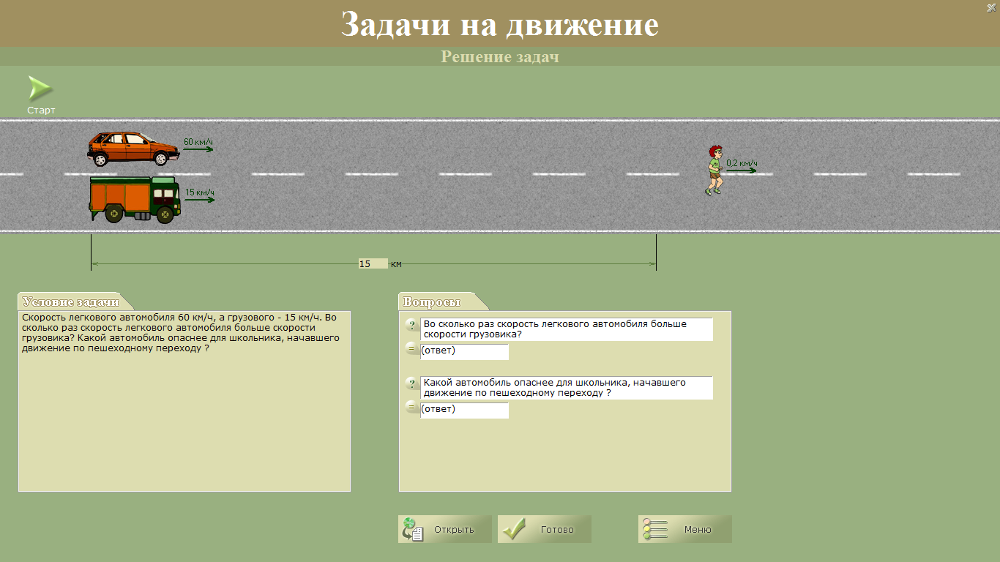 Задачи на движение
Решение задач
Старт
60 км/ч
0,2 км/ч
15 км/ч
15 км
Условие задачи
Скорость легкового автомобиля 60 км/ч, а грузового - 15 км/ч. Во
сколько раз скорость легкового автомобиля больше скорости
грузовика? Какой автомобиль опаснее для школьника, начавшего
движение по пешеходному переходу ?
Вопросы
? Во сколько раз скорость легкового автомобиля больше
скорости грузовика?
= (ответ)
? Какой автомобиль опаснее для школьника, начавшего
движение по пешеходному переходу ?
= (ответ)
Открыть
Готово
Меню